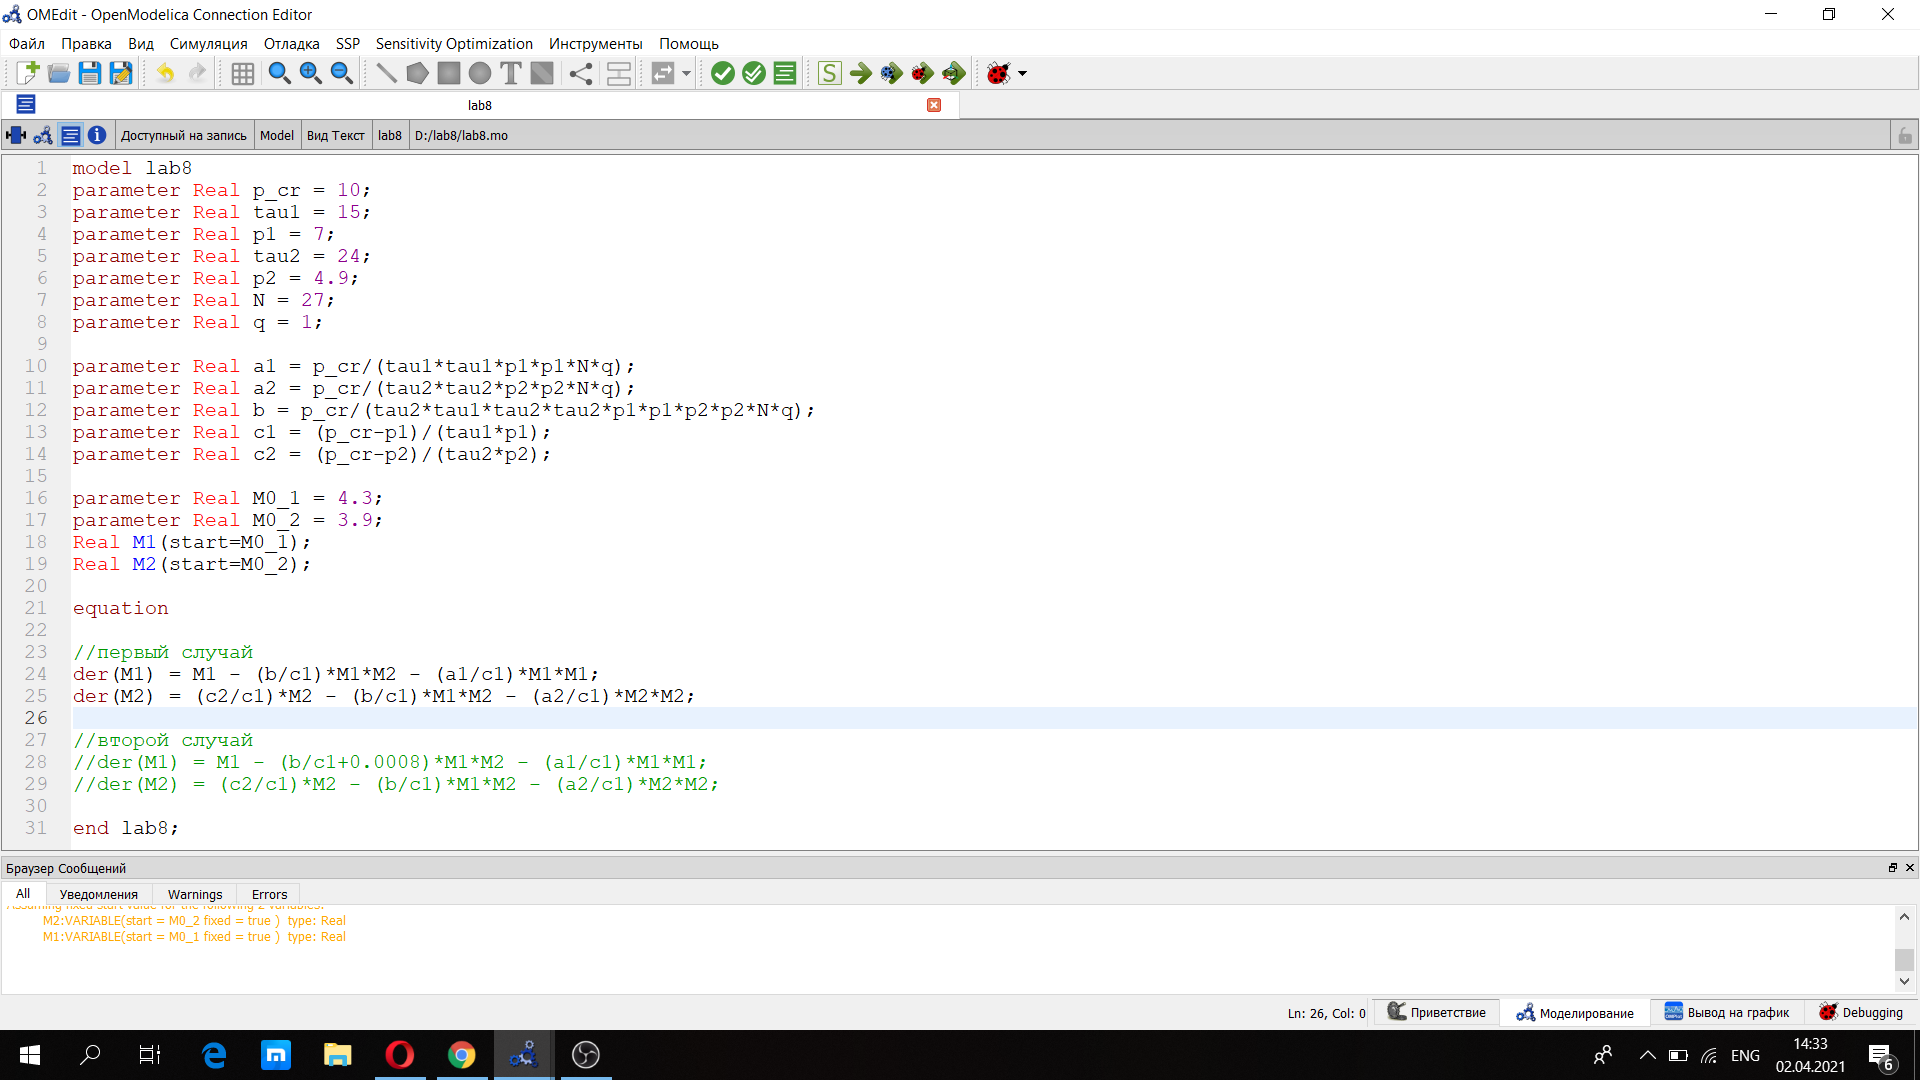 OMEdit - OpenModelica Connection Editor
Файл Правка Вид Симуляция Отладка SSP Sensitivity Optimization Инструменты Помощь
lab8
Доступный на запись Model Вид Текст lab8 D:/lab8/lab8.mo
1 model lab8
2 parameter Real p_cr = 10;
3 parameter Real tau1 = 15;
4 parameter Real p1 = 7;
5 parameter Real tau2 = 24;
6 parameter Real p2 = 4.9;
7 parameter Real N = 27;
8 parameter Real q = 1;
9
10 parameter Real a1 = p_cr/(tau1*tau1*p1*p1*N*q);
11 parameter Real a2 = p_cr/(tau2*tau2*p2*p2*N*q);
12 parameter Real b = p_cr/(tau2*tau1*tau2*tau2*p1*p1*p2*p2*N*q);
13 parameter Real c1 = (p_cr-p1)/(tau1*p1);
14 parameter Real c2 = (p_cr-p2)/(tau2*p2);
15
16 parameter Real M0_1 = 4.3;
17 parameter Real M0_2 = 3.9;
18 Real M1(start=M0_1);
19 Real M2(start=M0_2);
20
21 equation
22
23 //первый случай
24 der(M1) = M1 - (b/c1)*M1*M2 - (a1/c1)*M1*M1;
25 der(M2) = (c2/c1)*M2 - (b/c1)*M1*M2 - (a2/c1)*M2*M2;
26
27 //второй случай
28 //der(M1) = M1 - (b/c1+0.0008)*M1*M2 - (a1/c1)*M1*M1;
29 //der(M2) = (c2/c1)*M2 - (b/c1)*M1*M2 - (a2/c1)*M2*M2;
30
31 end lab8;
Браузер Сообщений
All Уведомления Warnings Errors
Assuming fixed start value for the following 2 variables:
M2:VARIABLE(start = M0_2 fixed = true ) type: Real
M1:VARIABLE(start = M0_1 fixed = true ) type: Real
Ln: 26, Col: 0 Приветствие Моделирование Вывод на график Debugging
ENG
14:33
02.04.2021
6